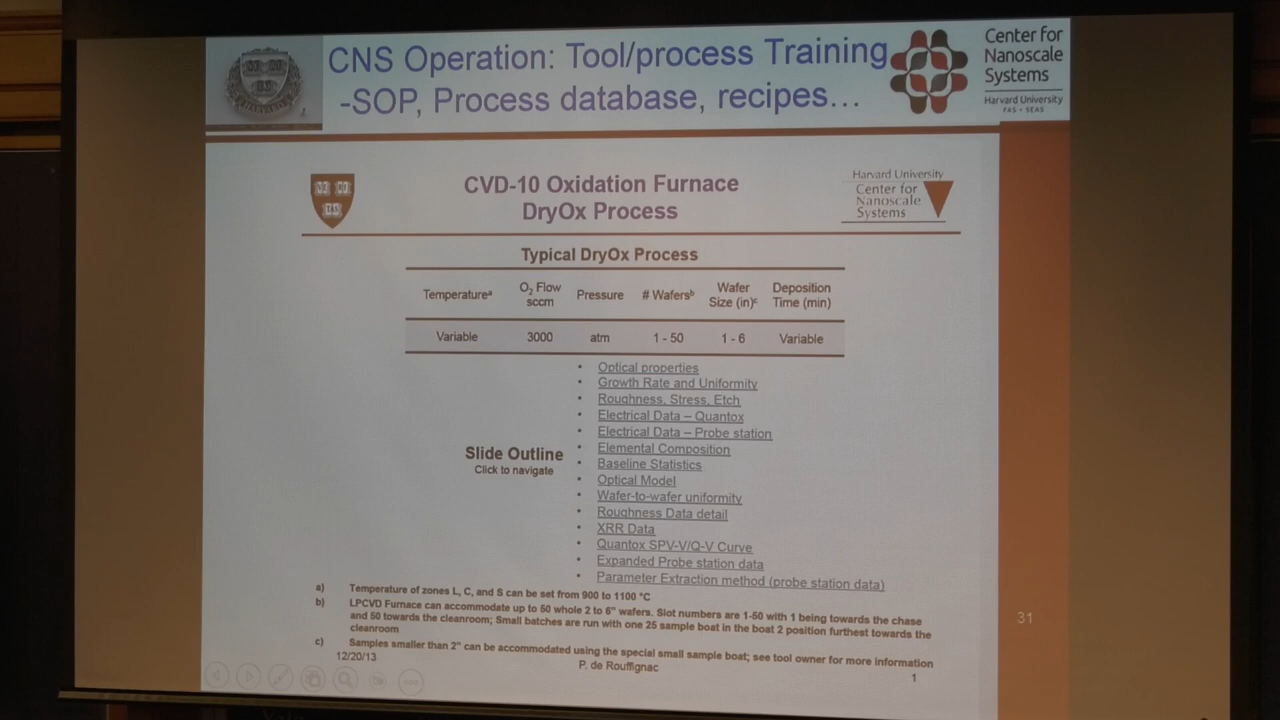 CNS Operation: Tool/process Training
-SOP, Process database, recipes…
Center for
Nanoscale
Systems
Harvard University
FAS - SEAS
CVD-10 Oxidation Furnace
DryOx Process
Harvard University
Center for
Nanoscale
Systems
Typical DryOx Process
Temperatureᵃ
O₂ Flow
sccm
Pressure
# Wafersᵇ
Wafer
Size (in)ᶜ
Deposition
Time (min)
Variable
3000
atm
1 - 50
1 - 6
Variable
Slide Outline
Click to navigate
• Optical properties
• Growth Rate and Uniformity
• Roughness, Stress, Etch
• Electrical Data – Quantox
• Electrical Data – Probe station
• Elemental Composition
• Baseline Statistics
• Optical Model
• Wafer-to-wafer uniformity
• Roughness Data detail
• XRR Data
• Quantox SPV-V/Q-V Curve
• Expanded Probe station data
• Parameter Extraction method (probe station data)
a) Temperature of zones L, C, and S can be set from 900 to 1100 °C
b) LPCVD Furnace can accommodate up to 50 whole 2 to 6" wafers. Slot numbers are 1-50 with 1 being towards the chase
and 50 towards the cleanroom; Small batches are run with one 25 sample boat in the boat 2 position furthest towards the
cleanroom
c) Samples smaller than 2" can be accommodated using the special small sample boat; see tool owner for more information
12/20/13
P. de Rouffignac
1
31